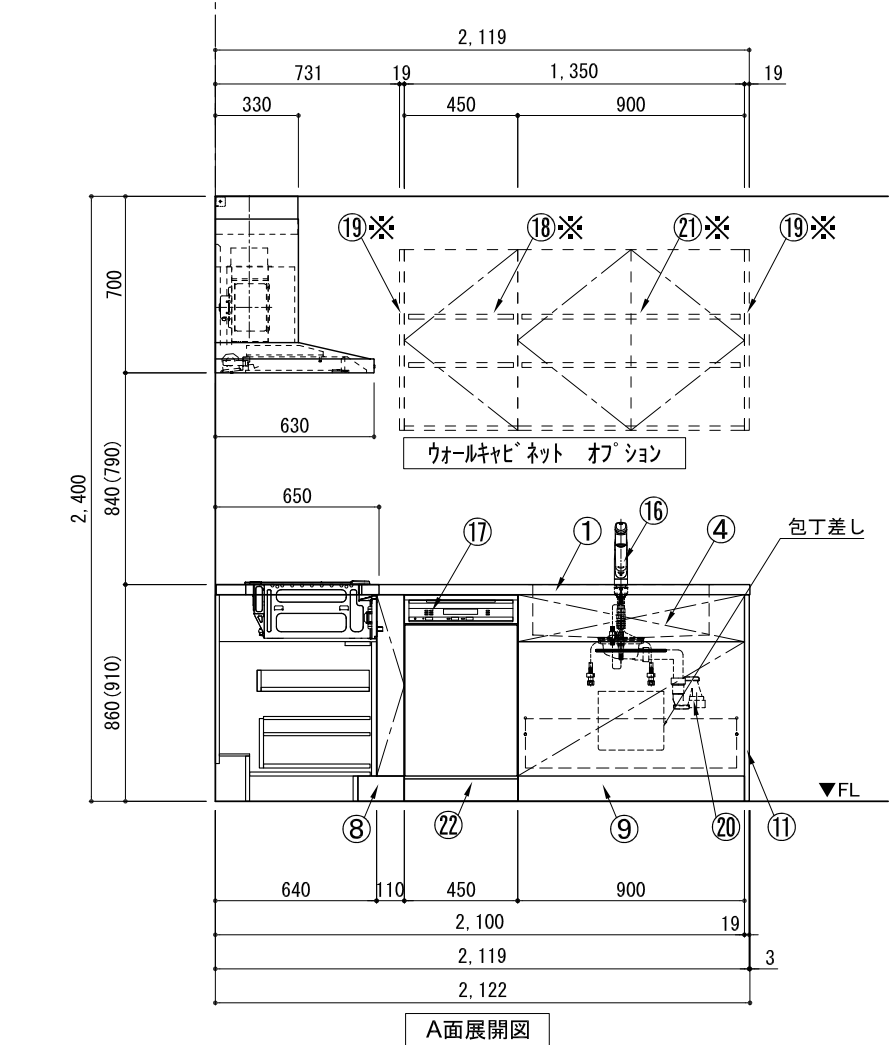 2,119
731 19 1,350 19
330 450 900
⑲※ ⑱※ ㉑※ ⑲※
700
630
ウォールキャビネット オプション
2,400
840(790)
650
⑰ ① ⑯ ④ 包丁差し
860(910)
▼FL
⑧ ㉒ ⑨ ⑳ ⑪
640 110 450 900
2,100 19
2,119 3
2,122
A面展開図